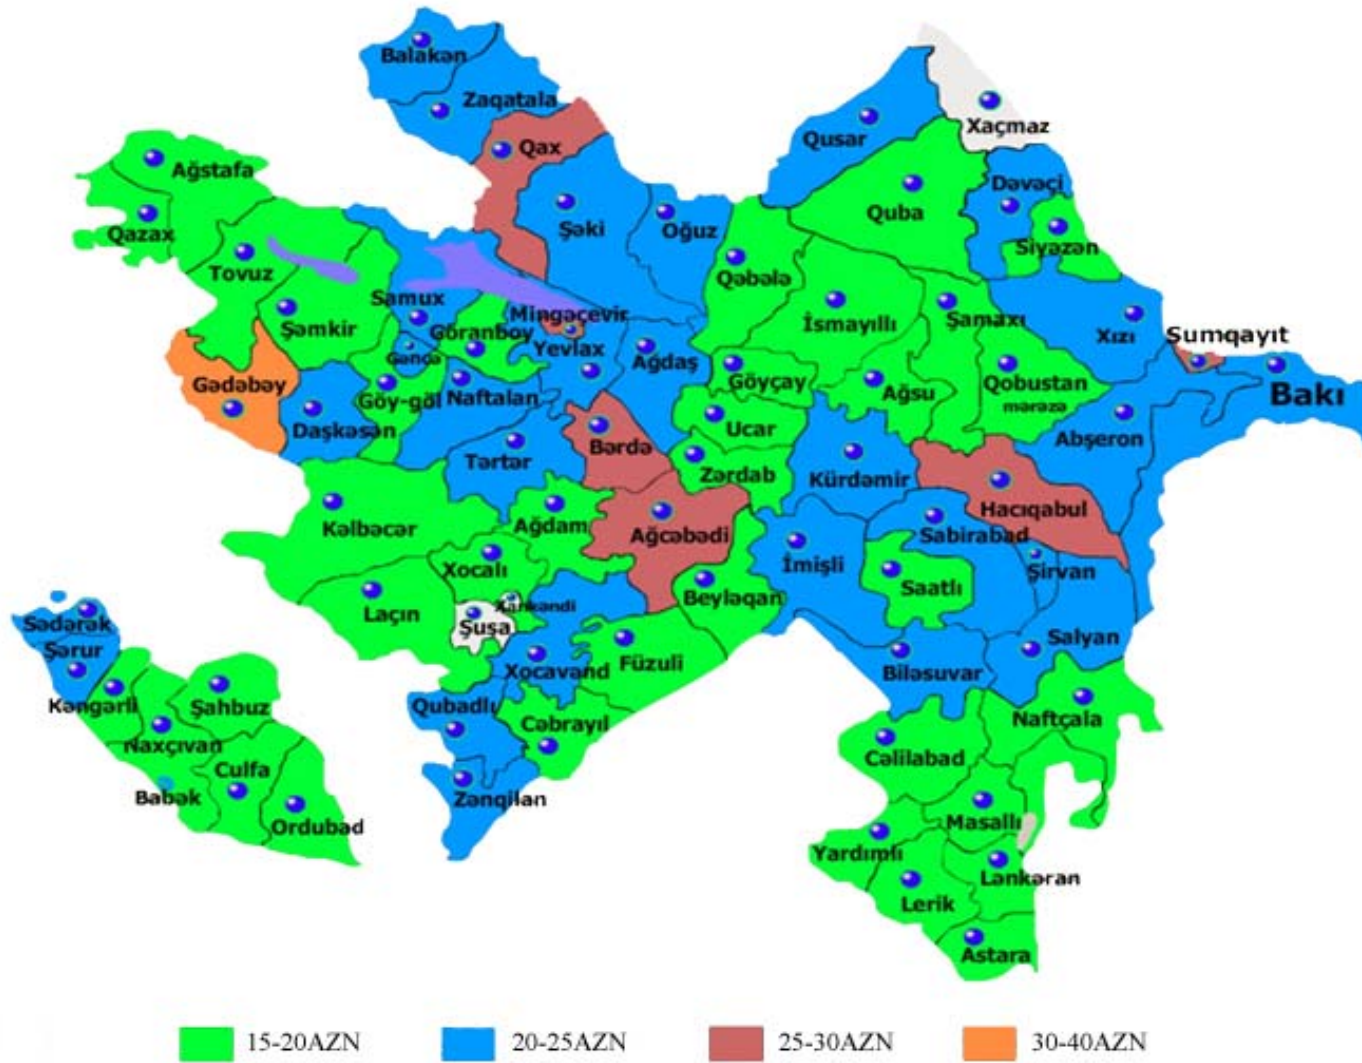 Balakən
Zaqatala
Xaçmaz
Qusar
Qax
Ağstafa
Dəvəçi
Quba
Şəki
Oğuz
Qazax
Siyəzən
Tovuz
Qəbələ
Samux
Mingəçevir
Şəmkir
Göranboy
İsmayıllı
Şamaxı
Xızı
Sumqayıt
Gəncə
Yevlax
Ağdaş
Gədəbəy
Göyçay
Qobustan
mərəzə
Bakı
Göy-göl
Naftalan
Ağsu
Daşkəsən
Ucar
Abşeron
Bərdə
Tərtər
Zərdab
Kürdəmir
Hacıqabul
Kəlbəcər
Ağdam
Ağcəbədi
Sabirabad
Xocalı
İmişli
Şirvan
Saatlı
Beyləqan
Laçın
Xankəndi
Şuşa
Sədərək
Şərur
Salyan
Füzuli
Xocavənd
Biləsuvar
Kəngərli
Şahbuz
Qubadlı
Cəbrayıl
Naftçala
Naxçıvan
Cəlilabad
Culfa
Babək
Zənqilan
Ordubad
Masallı
Yardımlı
Lənkəran
Lerik
Astara
15-20AZN
20-25AZN
25-30AZN
30-40AZN